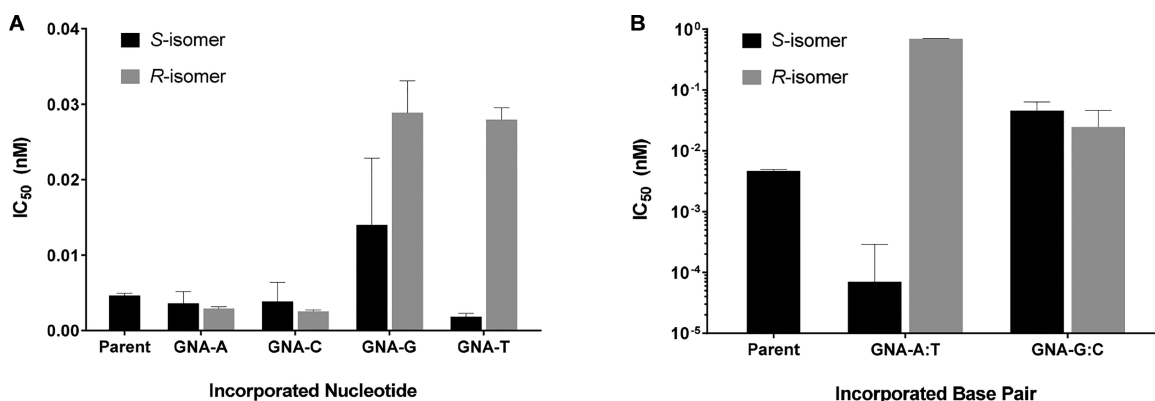 A
S-isomer
R-isomer
IC50 (nM)
0.04
0.03
0.02
0.01
0.00
Parent GNA-A GNA-C GNA-G GNA-T
Incorporated Nucleotide
B
S-isomer
R-isomer
IC50 (nM)
10^0
10^-1
10^-2
10^-3
10^-4
10^-5
Parent GNA-A:T GNA-G:C
Incorporated Base Pair